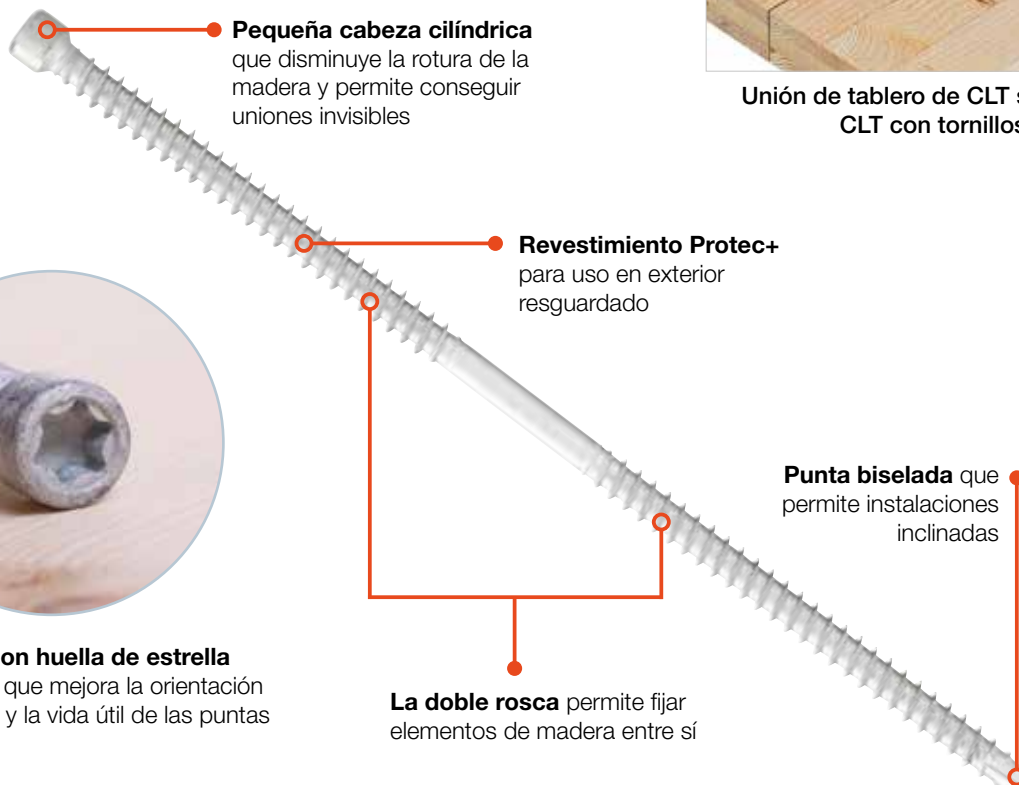 Pequeña cabeza cilíndrica
que disminuye la rotura de la
madera y permite conseguir
uniones invisibles
Unión de tablero de CLT
CLT con tornillos
Revestimiento Protec+
para uso en exterior
resguardado
Punta biselada que
permite instalaciones
inclinadas
huella de estrella
que mejora la orientación
y la vida útil de las puntas
La doble rosca permite fijar
elementos de madera entre sí